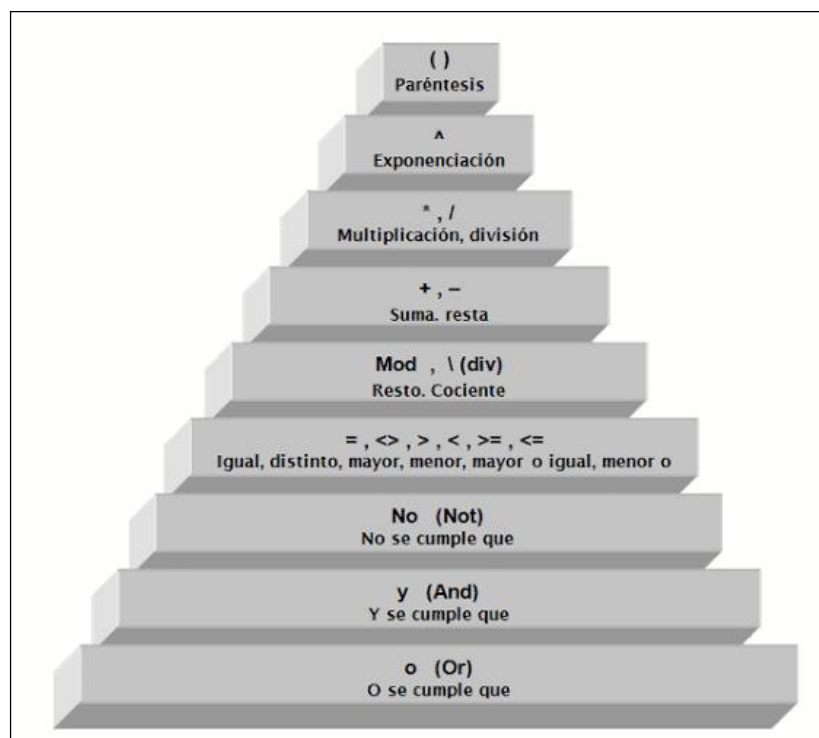 ( )
Paréntesis
^
Exponenciación
* , /
Multiplicación, división
+ , –
Suma. resta
Mod , \ (div)
Resto. Cociente
= , <> , > , < , >= , <=
Igual, distinto, mayor, menor, mayor o igual, menor o
No (Not)
No se cumple que
y (And)
Y se cumple que
o (Or)
O se cumple que